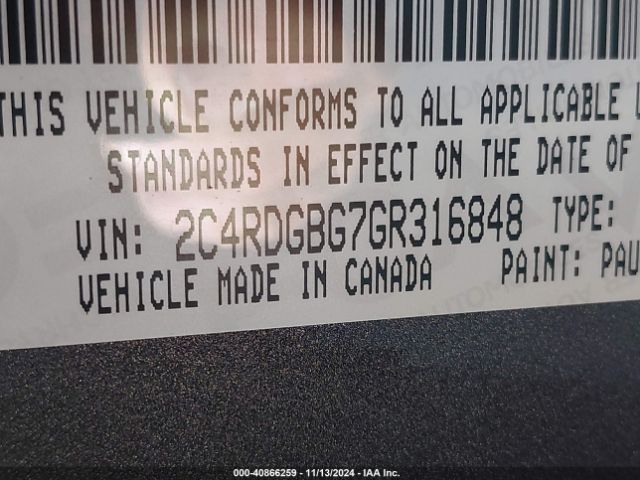 THIS VEHICLE CONFORMS TO ALL APPLICABLE
STANDARDS IN EFFECT ON THE DATE OF
VIN: 2C4RDGBG7GR316848 TYPE:
VEHICLE MADE IN CANADA PAINT: PAU
000-40866259 - 11/13/2024 - IAA Inc.